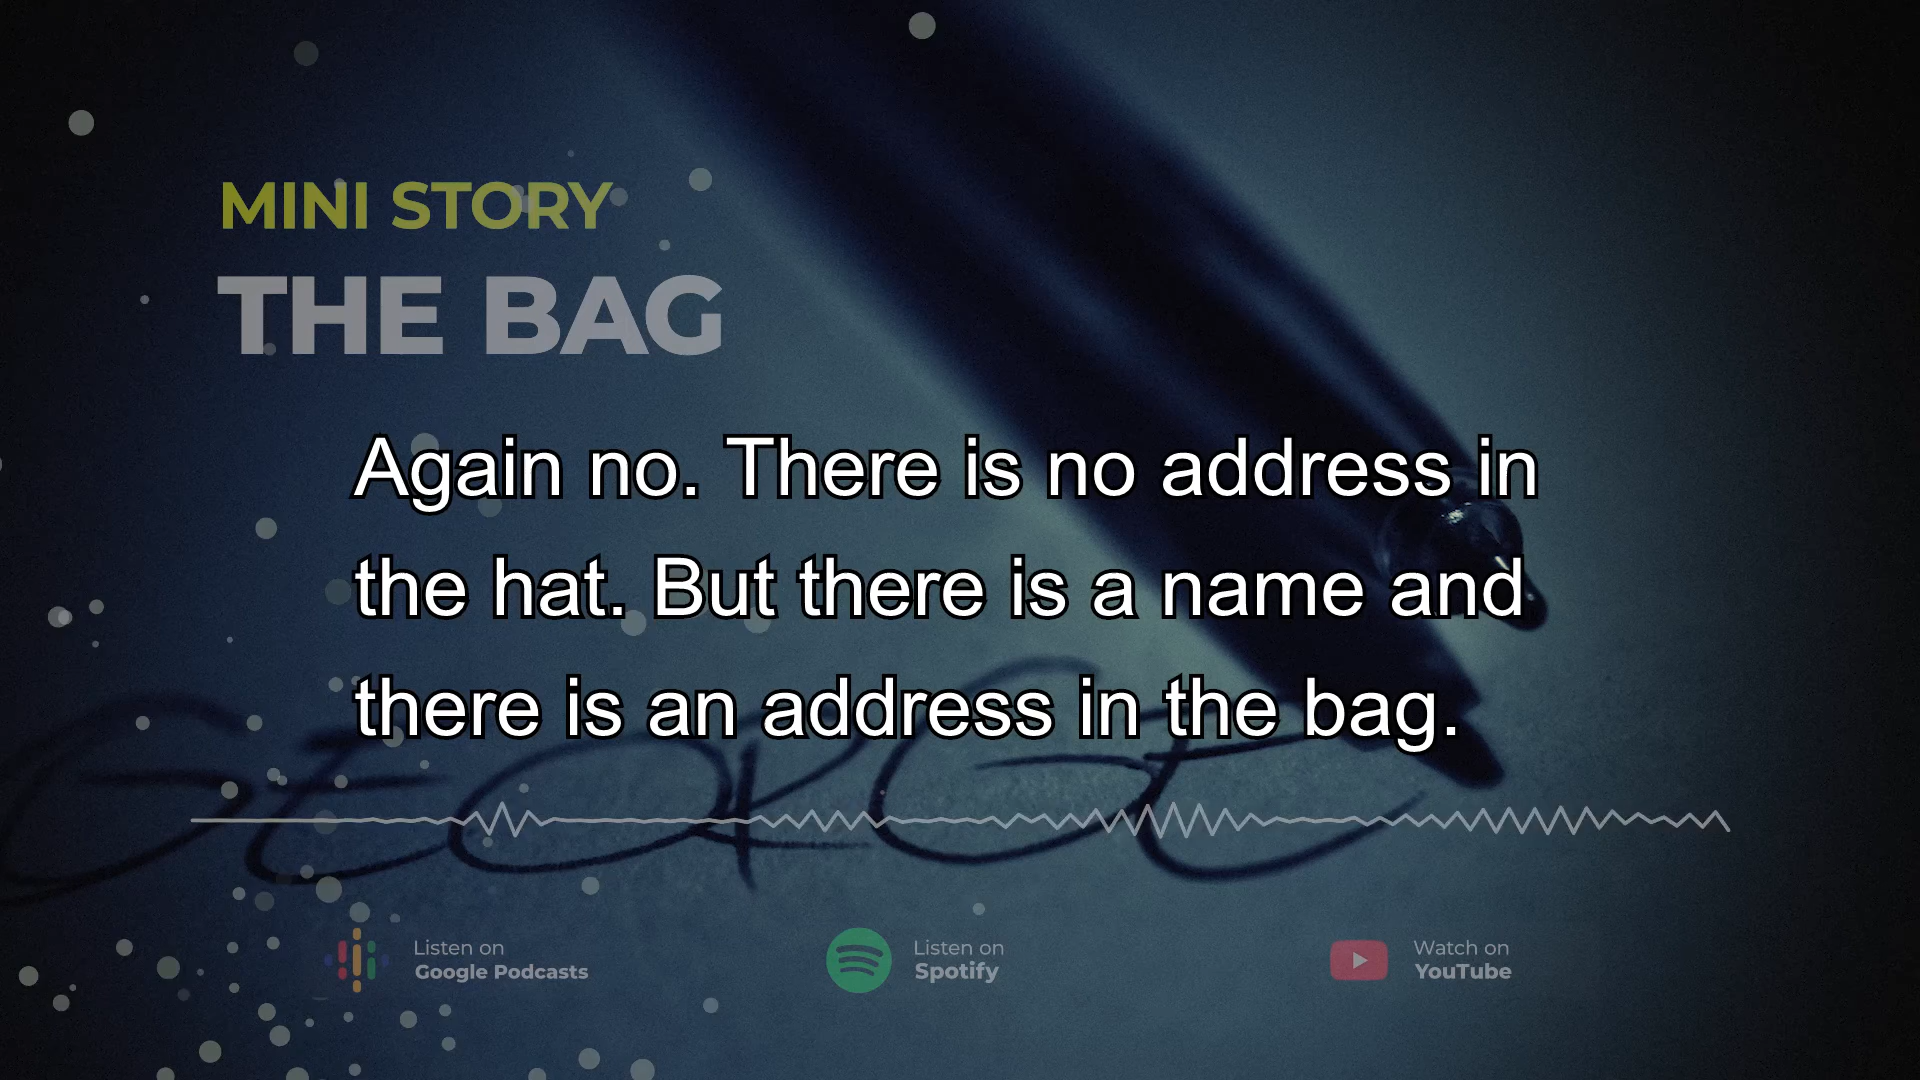 MINI STORY
THE BAG
Again no. There is no address in
the hat. But there is a name and
there is an address in the bag.
GEORGE
Listen on
Google Podcasts
Listen on
Spotify
Watch on
YouTube